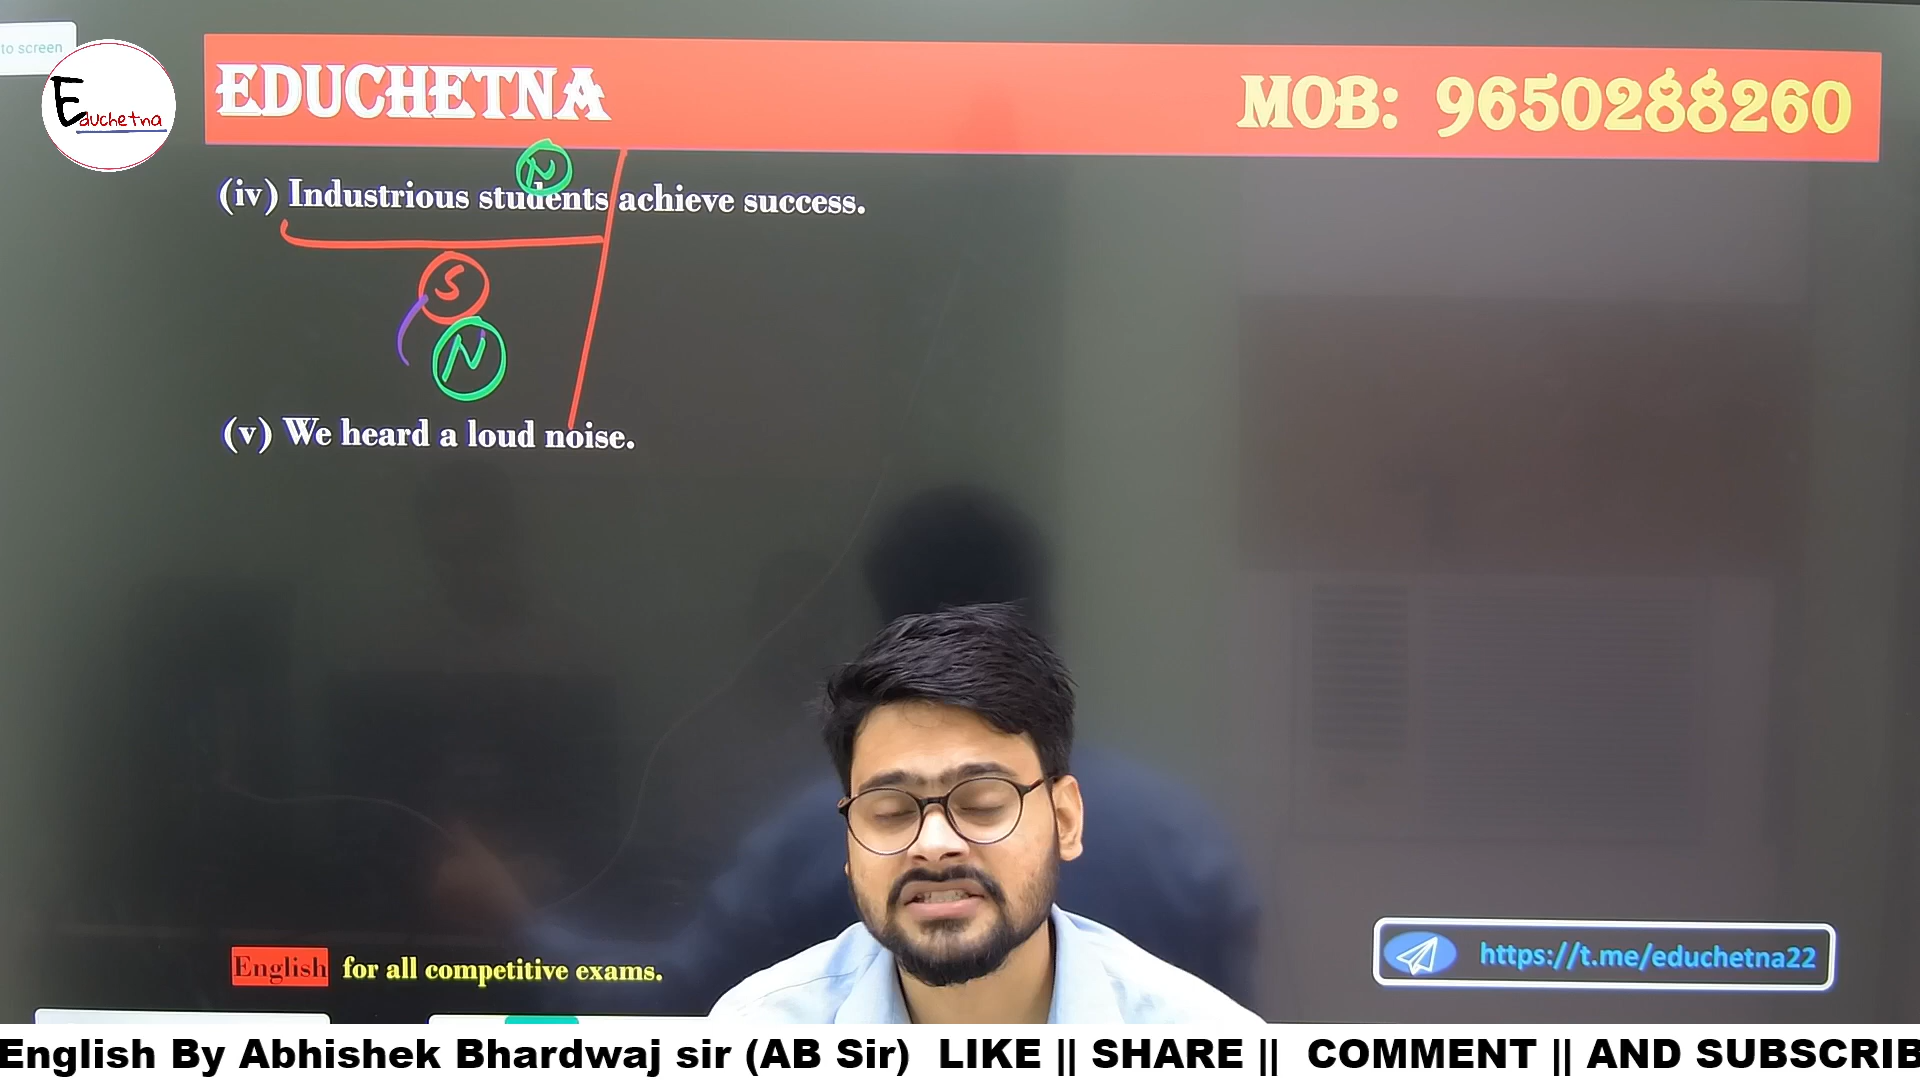 to screen
Educhetna
EDUCHETNA
MOB: 9650288260
N
(iv) Industrious students achieve success.
S
N
(v) We heard a loud noise.
English for all competitive exams.
https://t.me/educhetna22
English By Abhishek Bhardwaj sir (AB Sir) LIKE || SHARE || COMMENT || AND SUBSCRIB